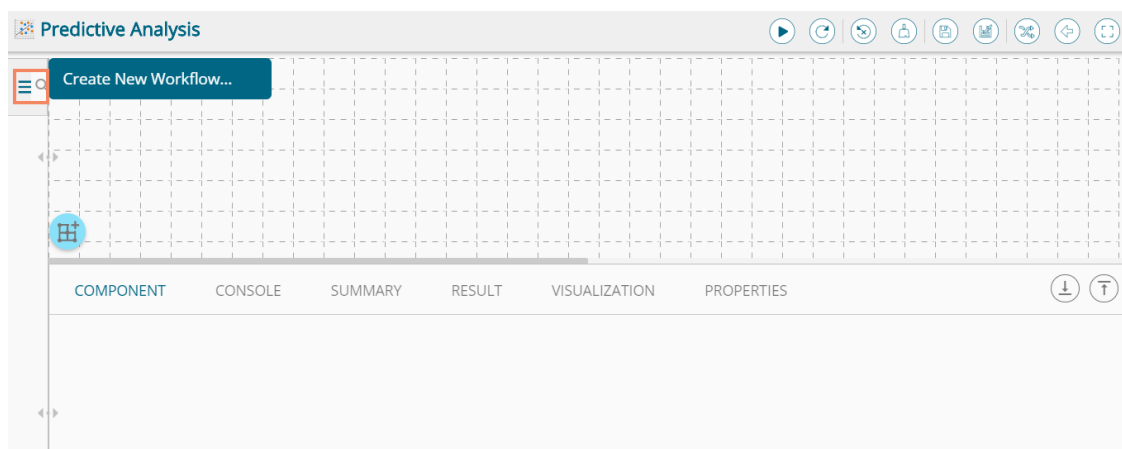 Predictive Analysis
Create New Workflow...
COMPONENT CONSOLE SUMMARY RESULT VISUALIZATION PROPERTIES